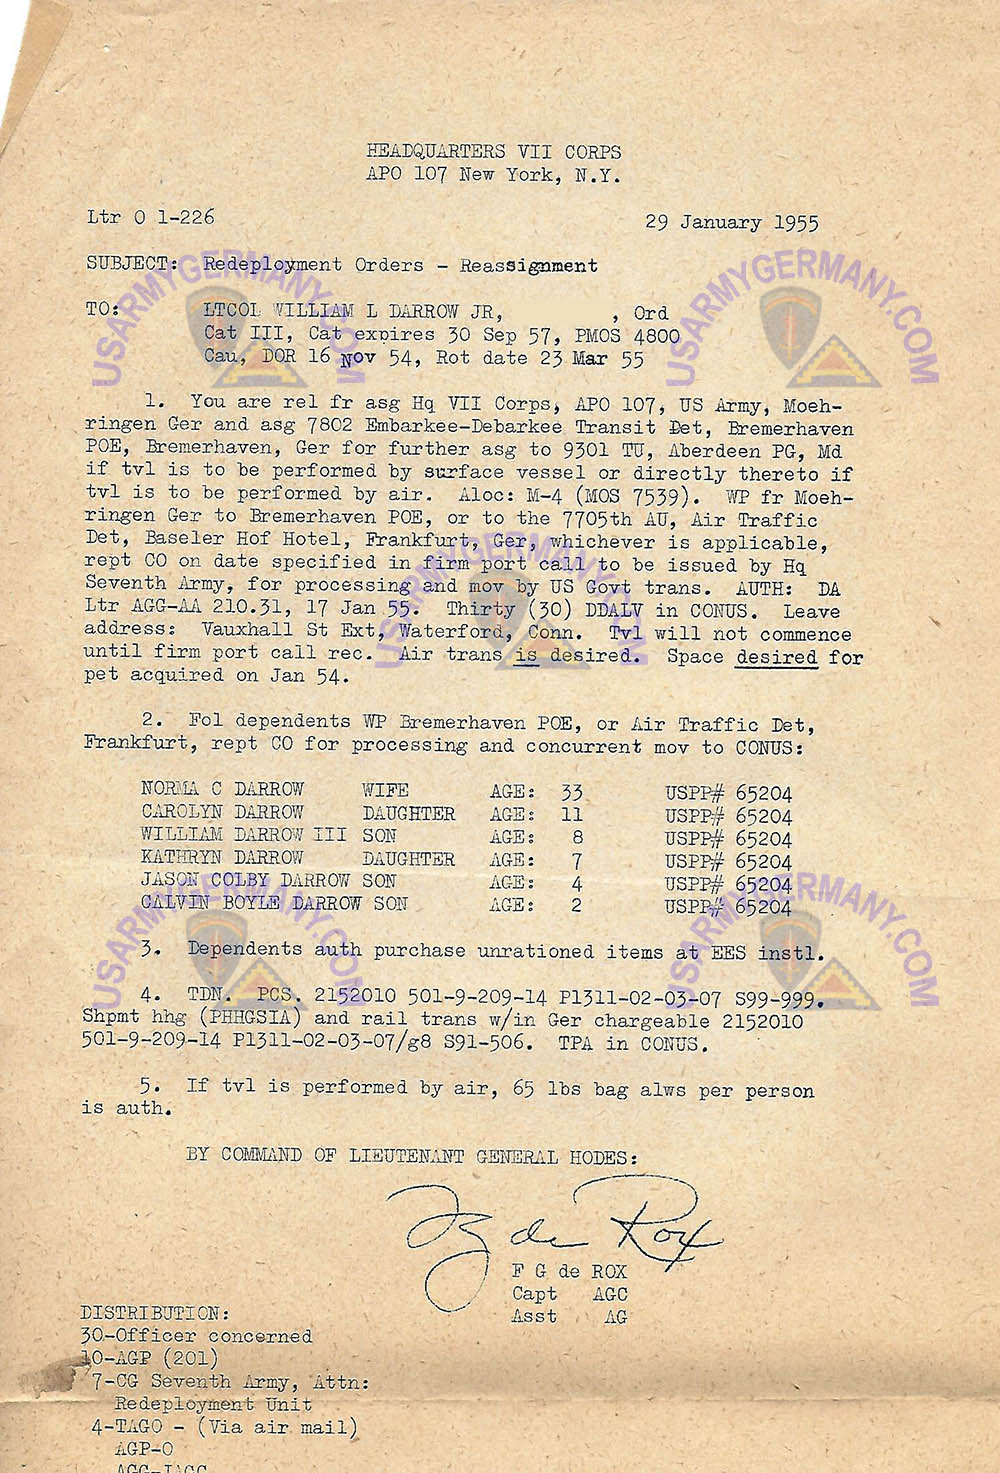 HEADQUARTERS VII CORPS
APO 107 New York, N.Y.
Ltr O 1-226
29 January 1955
SUBJECT: Redeployment Orders - Reassignment
TO: LTCOL WILLIAM L DARROW JR, , Ord
Cat III, Cat expires 30 Sep 57, PMOS 4800
Cau, DOR 16 Nov 54, Rot date 23 Mar 55
1. You are rel fr asg Hq VII Corps, APO 107, US Army, Moeh-
ringen Ger and asg 7802 Embarkee-Debarkee Transit Det, Bremerhaven
POE, Bremerhaven, Ger for further asg to 9301 TU, Aberdeen PG, Md
if tvl is to be performed by surface vessel or directly thereto if
tvl is to be performed by air. Aloc: M-4 (MOS 7539). WP fr Moeh-
ringen Ger to Bremerhaven POE, or to the 7705th AU, Air Traffic
Det, Baseler Hof Hotel, Frankfurt, Ger, whichever is applicable,
rept CO on date specified in firm port call to be issued by Hq
Seventh Army, for processing and mov by US Govt trans. AUTH: DA
Ltr AGG-AA 210.31, 17 Jan 55. Thirty (30) DDALV in CONUS. Leave
address: Vauxhall St Ext, Waterford, Conn. Tvl will not commence
until firm port call rec. Air trans is desired. Space desired for
pet acquired on Jan 54.
2. Fol dependents WP Bremerhaven POE, or Air Traffic Det,
Frankfurt, rept CO for processing and concurrent mov to CONUS:
NORMA C DARROW WIFE AGE: 33 USPP# 65204
CAROLYN DARROW DAUGHTER AGE: 11 USPP# 65204
WILLIAM DARROW III SON AGE: 8 USPP# 65204
KATHRYN DARROW DAUGHTER AGE: 7 USPP# 65204
JASON COLBY DARROW SON AGE: 4 USPP# 65204
CALVIN BOYLE DARROW SON AGE: 2 USPP# 65204
3. Dependents auth purchase unrationed items at EES instl.
4. TDN. PCS. 2152010 501-9-209-14 P1311-02-03-07 S99-999.
Shpmt hhg (PHHGSIA) and rail trans w/in Ger chargeable 2152010
501-9-209-14 P1311-02-03-07/g8 S91-506. TPA in CONUS.
5. If tvl is performed by air, 65 lbs bag alws per person
is auth.
BY COMMAND OF LIEUTENANT GENERAL HODES:
F G de Rox
F G de ROX
Capt AGC
Asst AG
DISTRIBUTION:
30-Officer concerned
10-AGP (201)
7-CG Seventh Army, Attn:
Redeployment Unit
4-TAGO - (Via air mail)
AGP-O
AGG-IAGC
USARMYGERMANY.COM
USARMYGERMANY.COM
USARMYGERMANY.COM
USARMYGERMANY.COM
USARMYGERMANY.COM